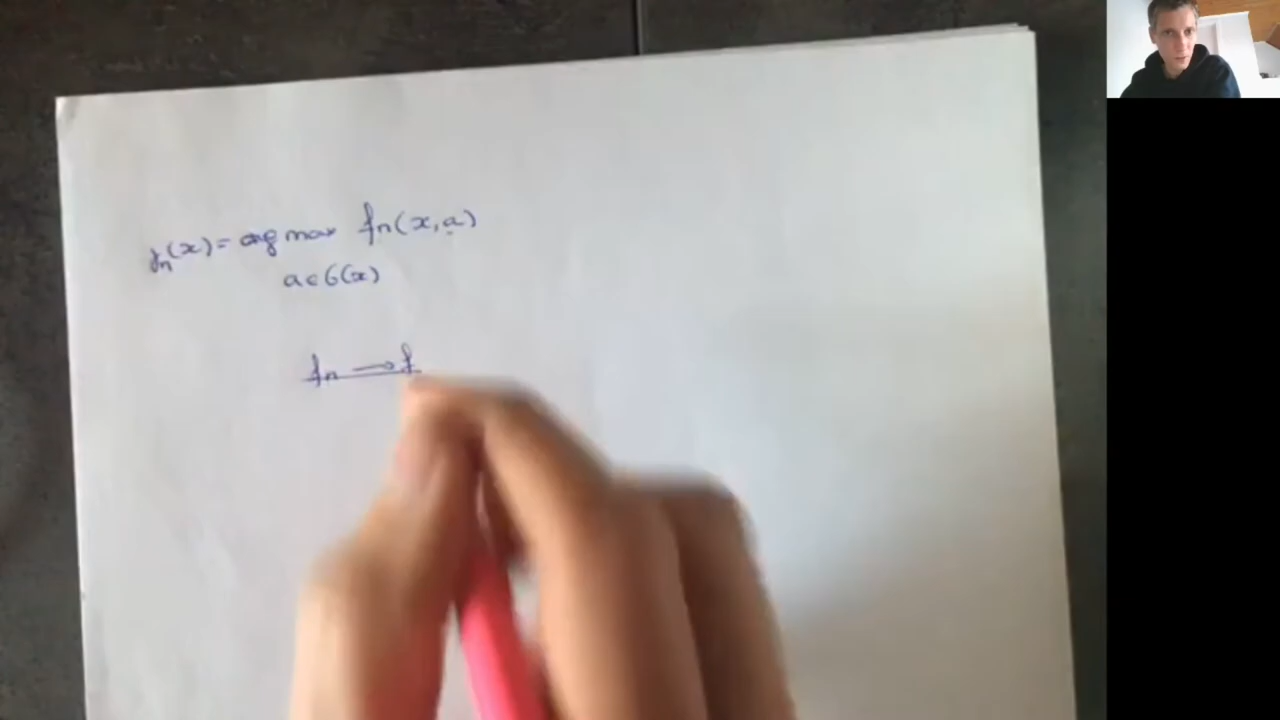 gₙ(x) = arg max fₙ(x, a)
a ∈ G(x)
fₙ → f